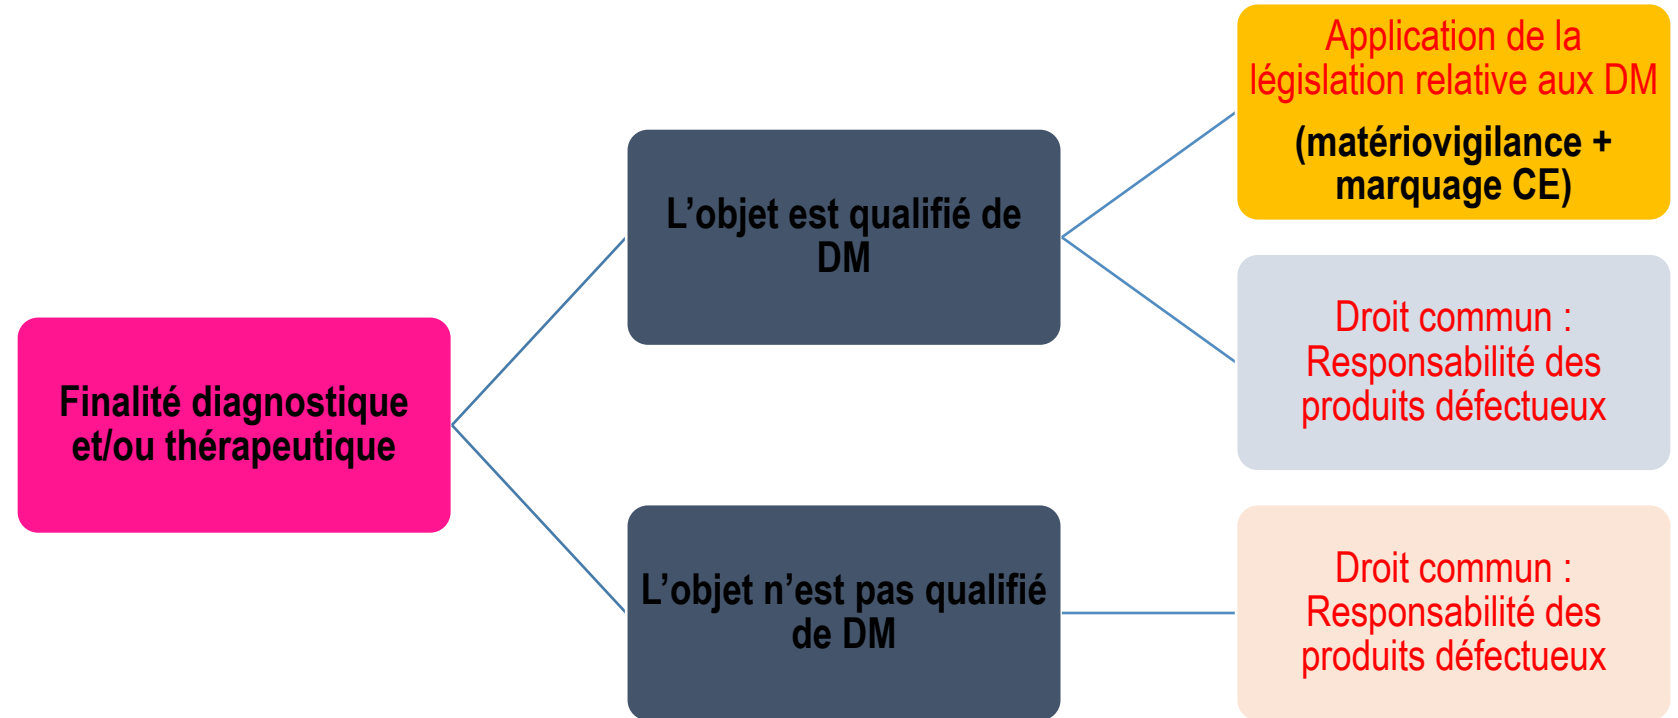 Application de la
législation relative aux DM
(matériovigilance +
marquage CE)
L’objet est qualifié de
DM
Droit commun :
Responsabilité des
produits défectueux
Finalité diagnostique
et/ou thérapeutique
L’objet n’est pas qualifié
de DM
Droit commun :
Responsabilité des
produits défectueux